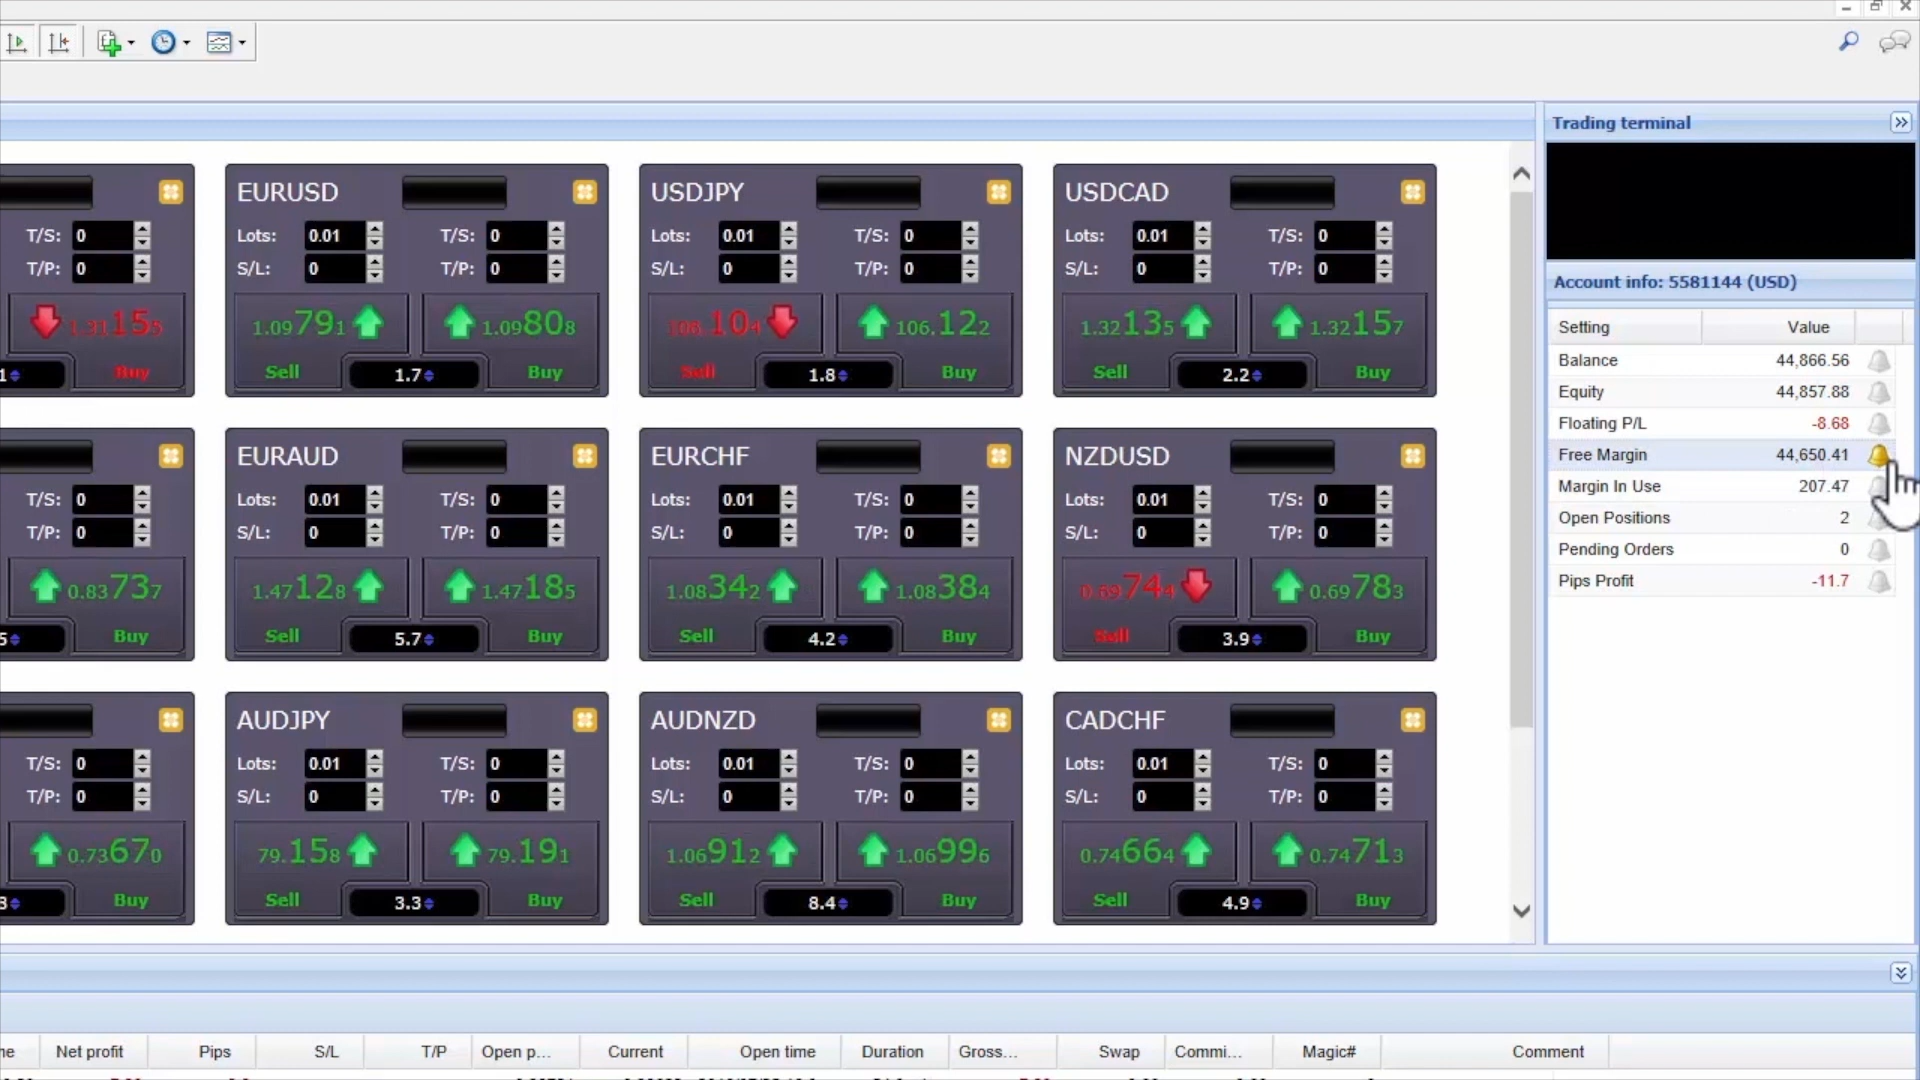 Trading terminal
Account info: 5581144 (USD)
Setting Value
Balance 44,866.56
Equity 44,857.88
Floating P/L -8.68
Free Margin 44,650.41
Margin In Use 207.47
Open Positions 2
Pending Orders 0
Pips Profit -11.7
T/S: 0
T/P: 0
1.31155
Buy
EURUSD
Lots: 0.01 T/S: 0
S/L: 0 T/P: 0
1.09791 1.09808
Sell 1.7 Buy
USDJPY
Lots: 0.01 T/S: 0
S/L: 0 T/P: 0
106.104 106.122
Sell 1.8 Buy
USDCAD
Lots: 0.01 T/S: 0
S/L: 0 T/P: 0
1.32135 1.32157
Sell 2.2 Buy
T/S: 0
T/P: 0
0.83737
Buy
EURAUD
Lots: 0.01 T/S: 0
S/L: 0 T/P: 0
1.47128 1.47185
Sell 5.7 Buy
EURCHF
Lots: 0.01 T/S: 0
S/L: 0 T/P: 0
1.08342 1.08384
Sell 4.2 Buy
NZDUSD
Lots: 0.01 T/S: 0
S/L: 0 T/P: 0
0.69744 0.69783
Sell 3.9 Buy
T/S: 0
T/P: 0
0.73670
Buy
AUDJPY
Lots: 0.01 T/S: 0
S/L: 0 T/P: 0
79.158 79.191
Sell 3.3 Buy
AUDNZD
Lots: 0.01 T/S: 0
S/L: 0 T/P: 0
1.06912 1.06996
Sell 8.4 Buy
CADCHF
Lots: 0.01 T/S: 0
S/L: 0 T/P: 0
0.74664 0.74713
Sell 4.9 Buy
Net profit Pips S/L T/P Open p... Current Open time Duration Gross... Swap Commi... Magic# Comment